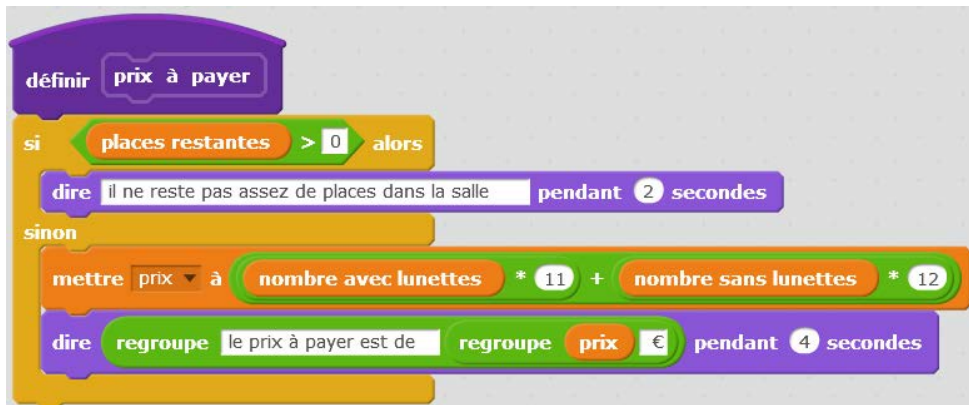 définir prix à payer
si places restantes > 0 alors
dire il ne reste pas assez de places dans la salle pendant 2 secondes
sinon
mettre prix à nombre avec lunettes * 11 + nombre sans lunettes * 12
dire regroupe le prix à payer est de regroupe prix € pendant 4 secondes